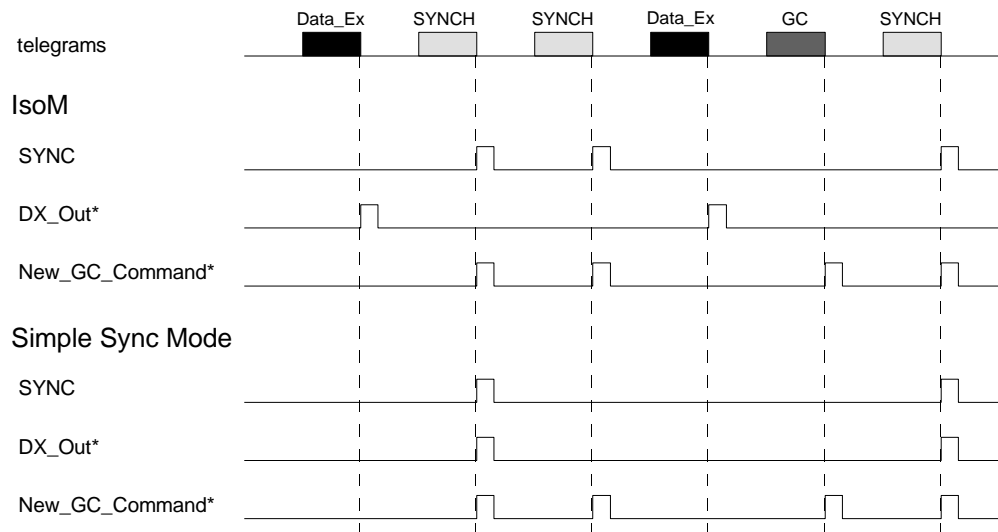 Data_Ex SYNCH SYNCH Data_Ex GC SYNCH
telegrams
IsoM
SYNC
DX_Out*
New_GC_Command*
Simple Sync Mode
SYNC
DX_Out*
New_GC_Command*